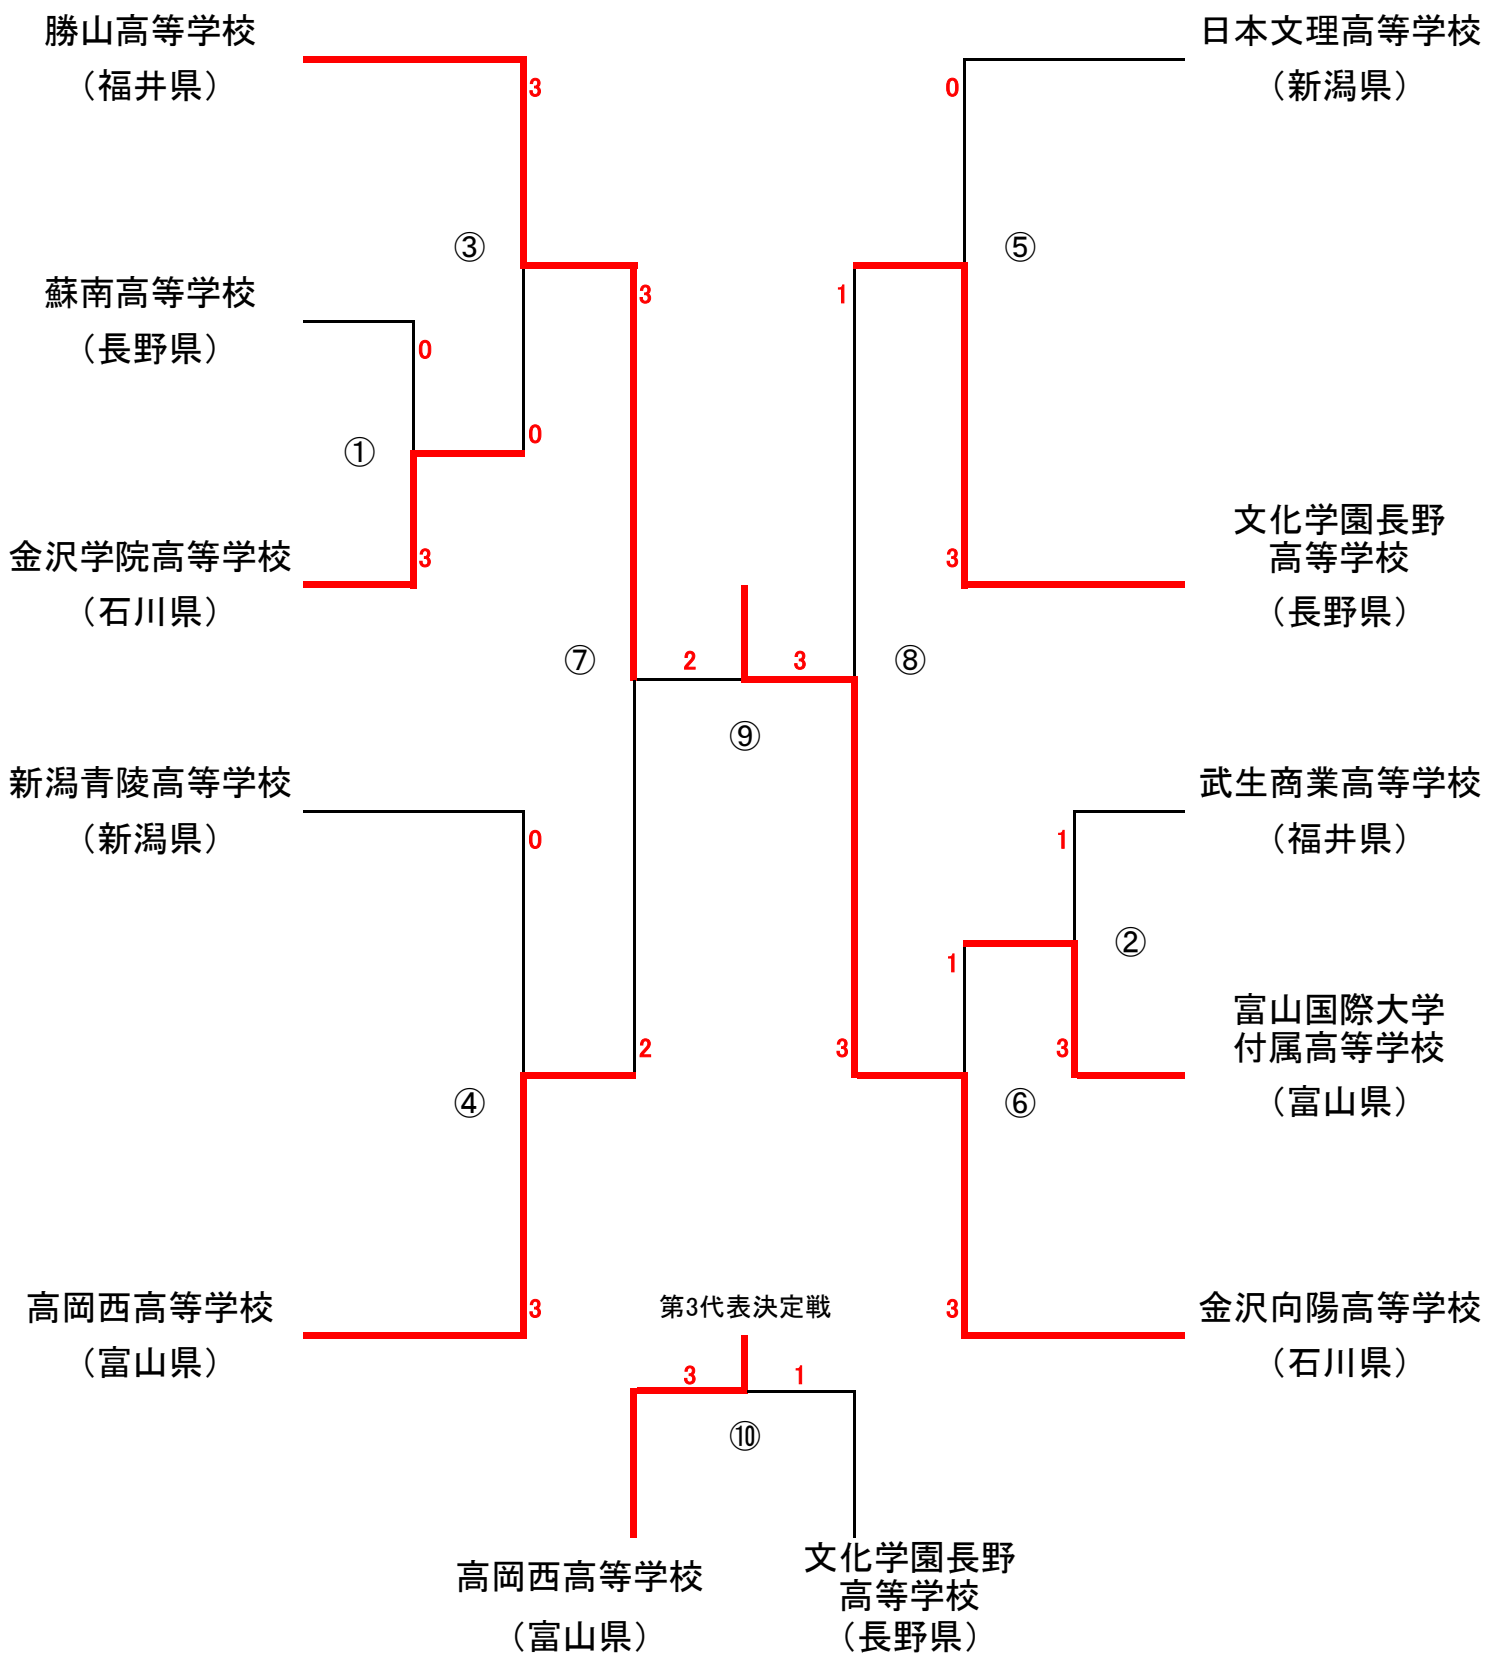 勝山高等学校
（福井県）
日本文理高等学校
（新潟県）
3
0
③
⑤
蘇南高等学校
（長野県）
3
1
0
0
①
金沢学院高等学校
（石川県）
3
3
文化学園長野
高等学校
（長野県）
⑦
2
3
⑧
⑨
新潟青陵高等学校
（新潟県）
0
武生商業高等学校
（福井県）
1
②
1
富山国際大学
付属高等学校
（富山県）
2
3
3
④
⑥
高岡西高等学校
（富山県）
3
第3代表決定戦
3
金沢向陽高等学校
（石川県）
3
1
⑩
高岡西高等学校
（富山県）
文化学園長野
高等学校
（長野県）